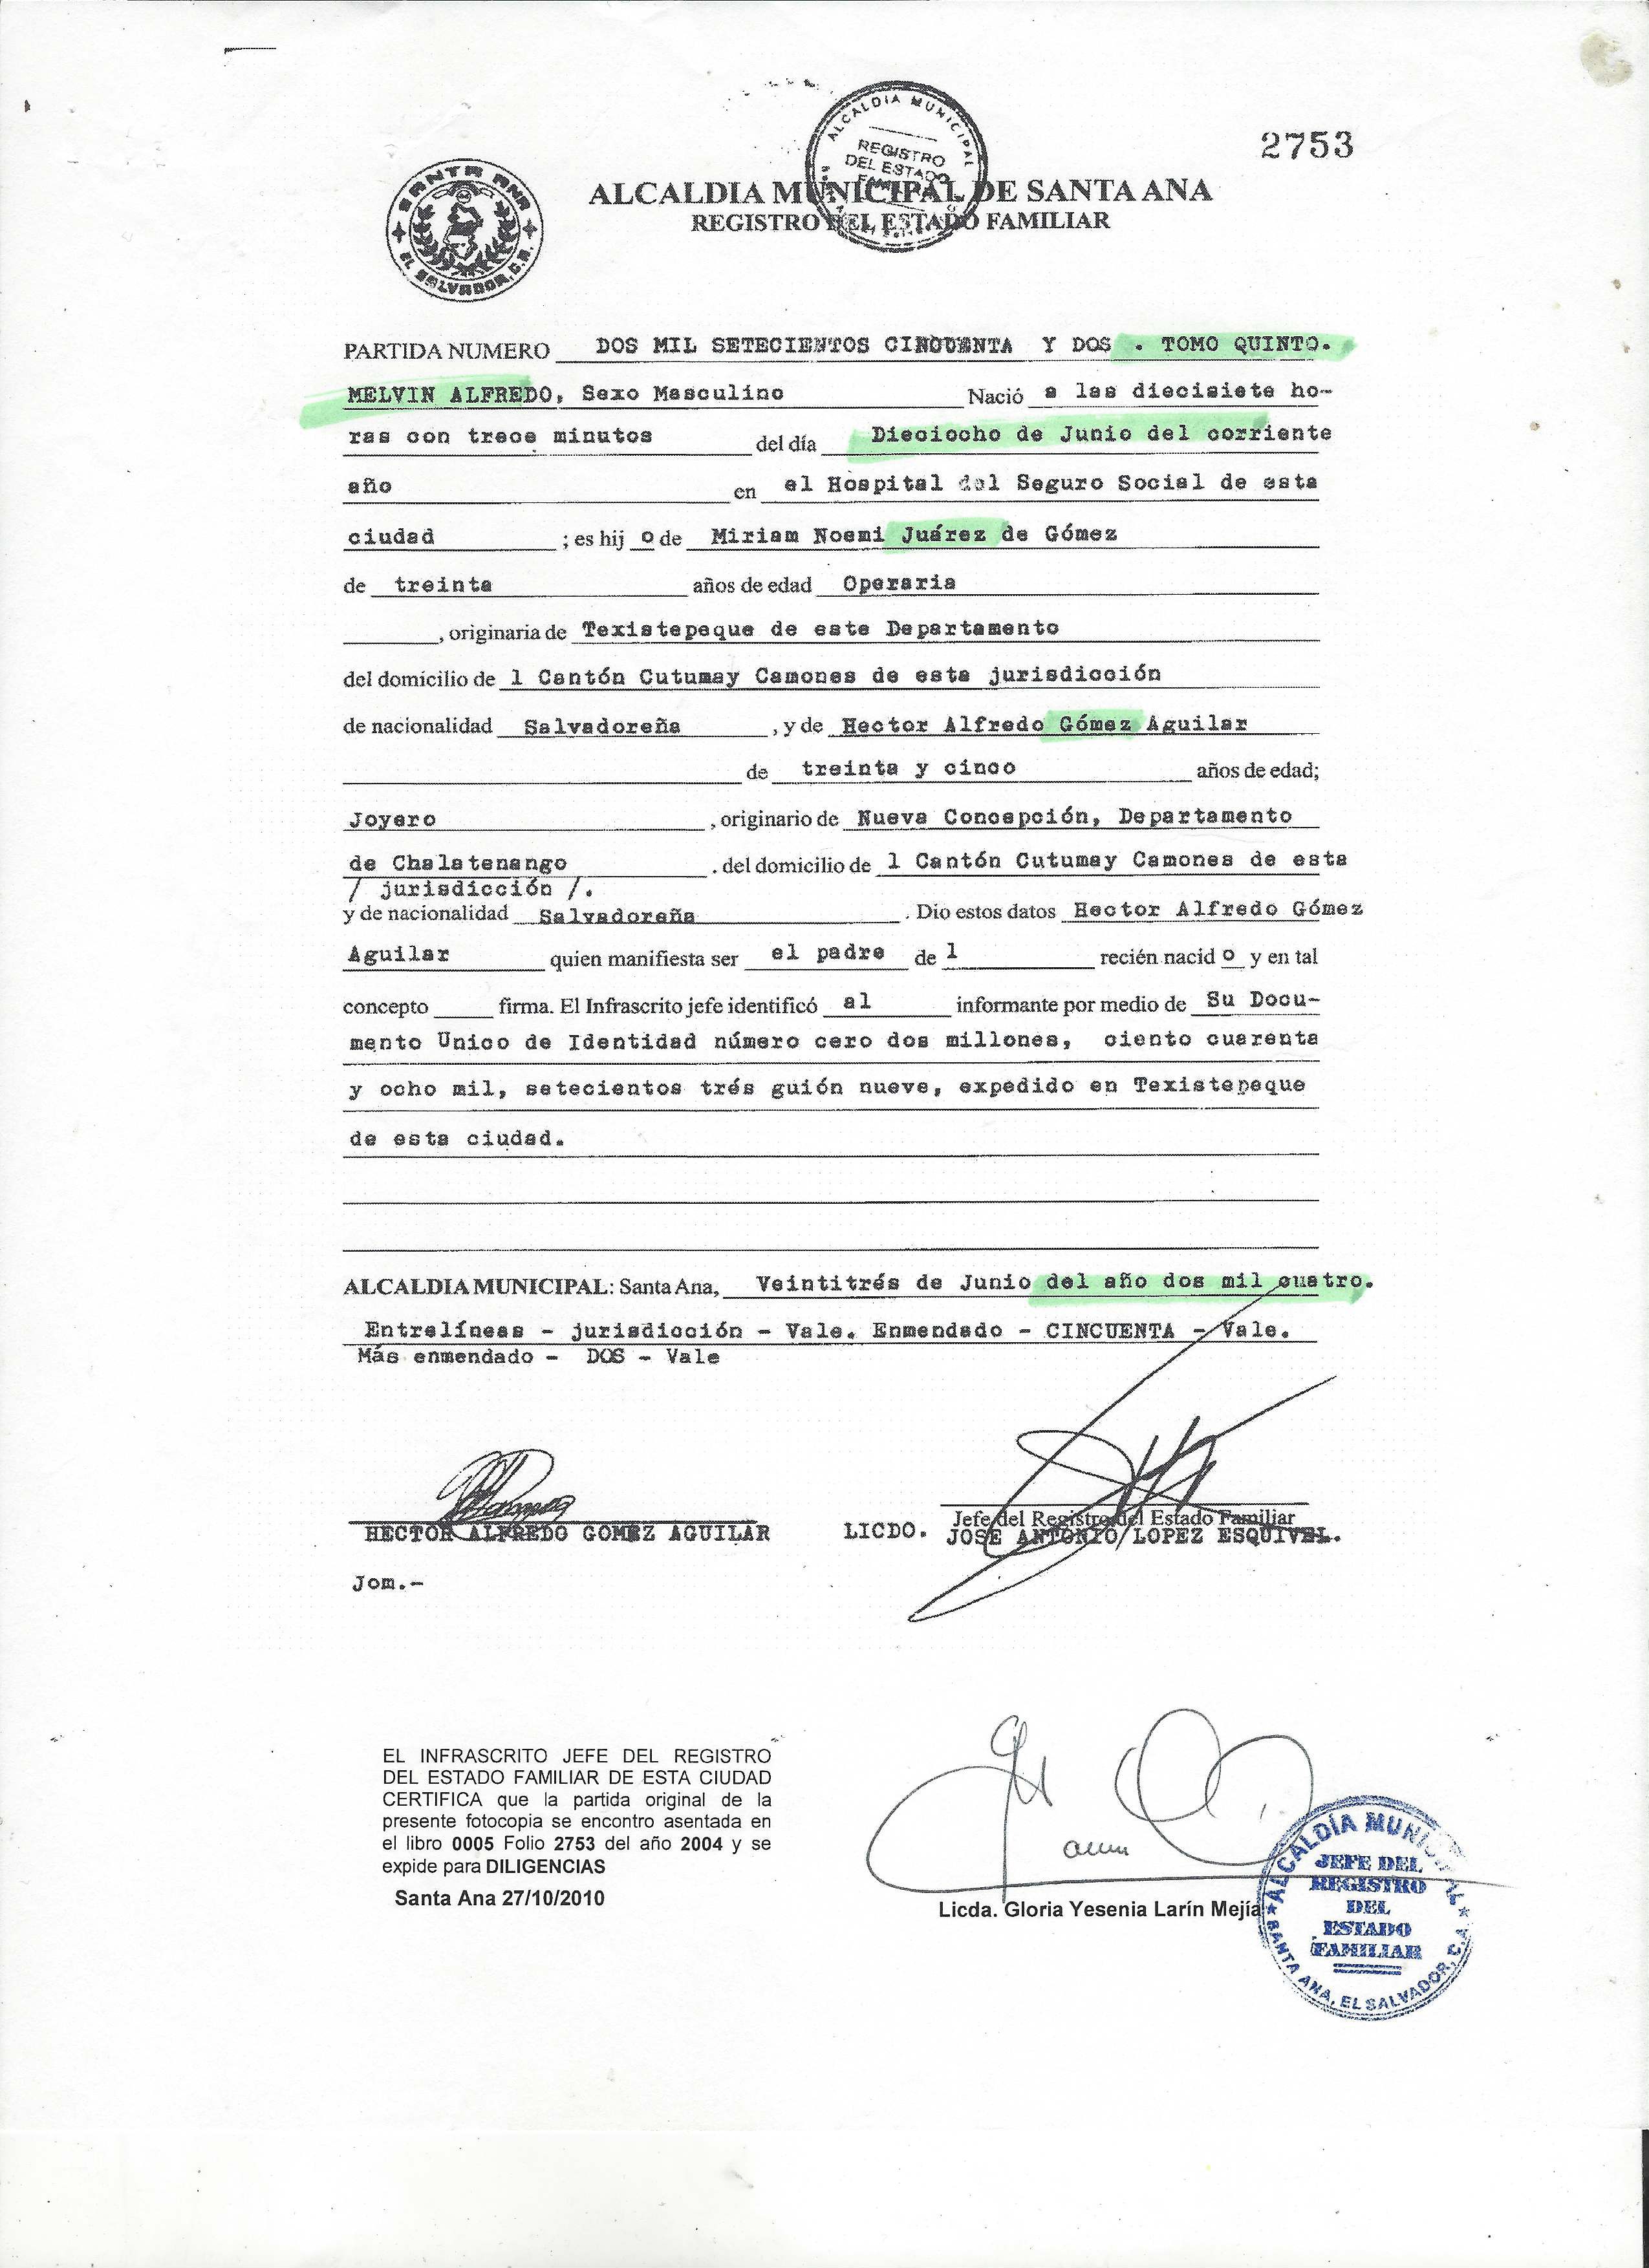 2753
ALCALDIA MUNICIPAL
REGISTRO
DEL ESTADO
FAMILIAR
SANTA ANA
EL SALVADOR, C.A.
ALCALDIA MUNICIPAL DE SANTA ANA
REGISTRO DEL ESTADO FAMILIAR
PARTIDA NUMERO DOS MIL SETECIENTOS CINCUENTA Y DOS . TOMO QUINTO.
MELVIN ALFREDO, Sexo Masculino Nació a las diecisiete ho-
ras con trece minutos del día Dieciocho de Junio del corriente
año en el Hospital del Seguro Social de esta
ciudad ; es hij o de Miriam Noemi Juárez de Gómez
de treinta años de edad Operaria
, originaria de Texistepeque de este Departamento
del domicilio de l Cantón Cutumay Camones de esta jurisdicción
de nacionalidad Salvadoreña , y de Hector Alfredo Gómez Aguilar
de treinta y cinco años de edad;
Joyero , originario de Nueva Concepción, Departamento
de Chalatenango . del domicilio de l Cantón Cutumay Camones de esta
/ jurisdicción /.
y de nacionalidad Salvadoreña . Dio estos datos Hector Alfredo Gómez
Aguilar quien manifiesta ser el padre de l recién nacid o y en tal
concepto firma. El Infrascrito jefe identificó al informante por medio de Su Docu-
mento Unico de Identidad número cero dos millones, ciento cuarenta
y ocho mil, setecientos trés guión nueve, expedido en Texistepeque
de esta ciudad.
ALCALDIA MUNICIPAL: Santa Ana, Veintitrés de Junio del año dos mil cuatro.
Entrelíneas - jurisdicción - Vale. Enmendado - CINCUENTA - Vale.
Más enmendado - DOS - Vale
HECTOR ALFREDO GOMEZ AGUILAR
Jefe del Registro del Estado Familiar
LICDO. JOSE ANTONIO LOPEZ ESQUIVEL.
Jom.-
EL INFRASCRITO JEFE DEL REGISTRO
DEL ESTADO FAMILIAR DE ESTA CIUDAD
CERTIFICA que la partida original de la
presente fotocopia se encontro asentada en
el libro 0005 Folio 2753 del año 2004 y se
expide para DILIGENCIAS
Santa Ana 27/10/2010
Licda. Gloria Yesenia Larín Mejía
ALCALDÍA MUNICIPAL
JEFE DEL
REGISTRO
DEL
ESTADO
FAMILIAR
SANTA ANA, EL SALVADOR, C.A.